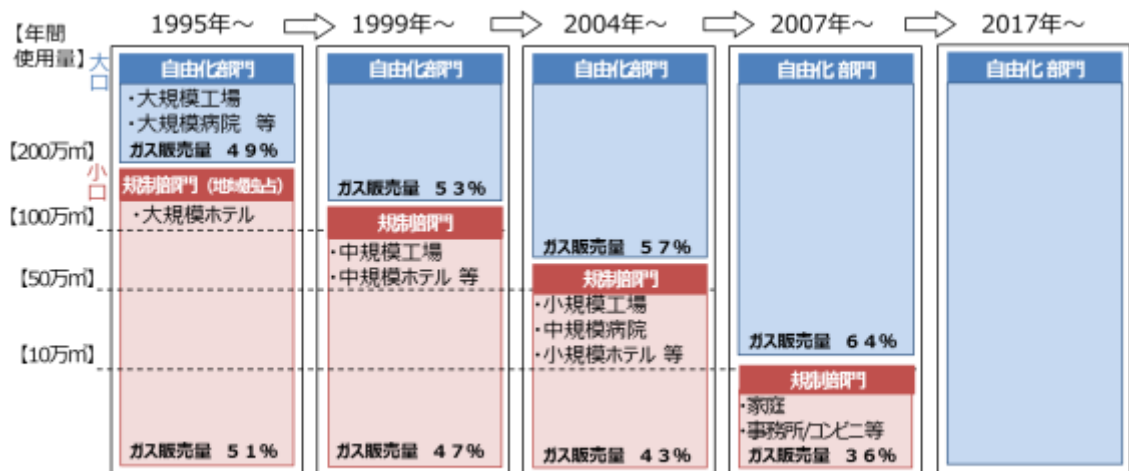 【年間
使用量】
大口
【200万㎥】
小口
【100万㎥】
【50万㎥】
【10万㎥】
1995年～
自由化部門
・大規模工場
・大規模病院 等
ガス販売量 49%
規制部門（地域独占）
・大規模ホテル
ガス販売量 51%
1999年～
自由化部門
ガス販売量 53%
規制部門
・中規模工場
・中規模ホテル 等
ガス販売量 47%
2004年～
自由化部門
ガス販売量 57%
規制部門
・小規模工場
・中規模病院
・小規模ホテル 等
ガス販売量 43%
2007年～
自由化部門
ガス販売量 64%
規制部門
・家庭
・事務所/コンビニ等
ガス販売量 36%
2017年～
自由化部門